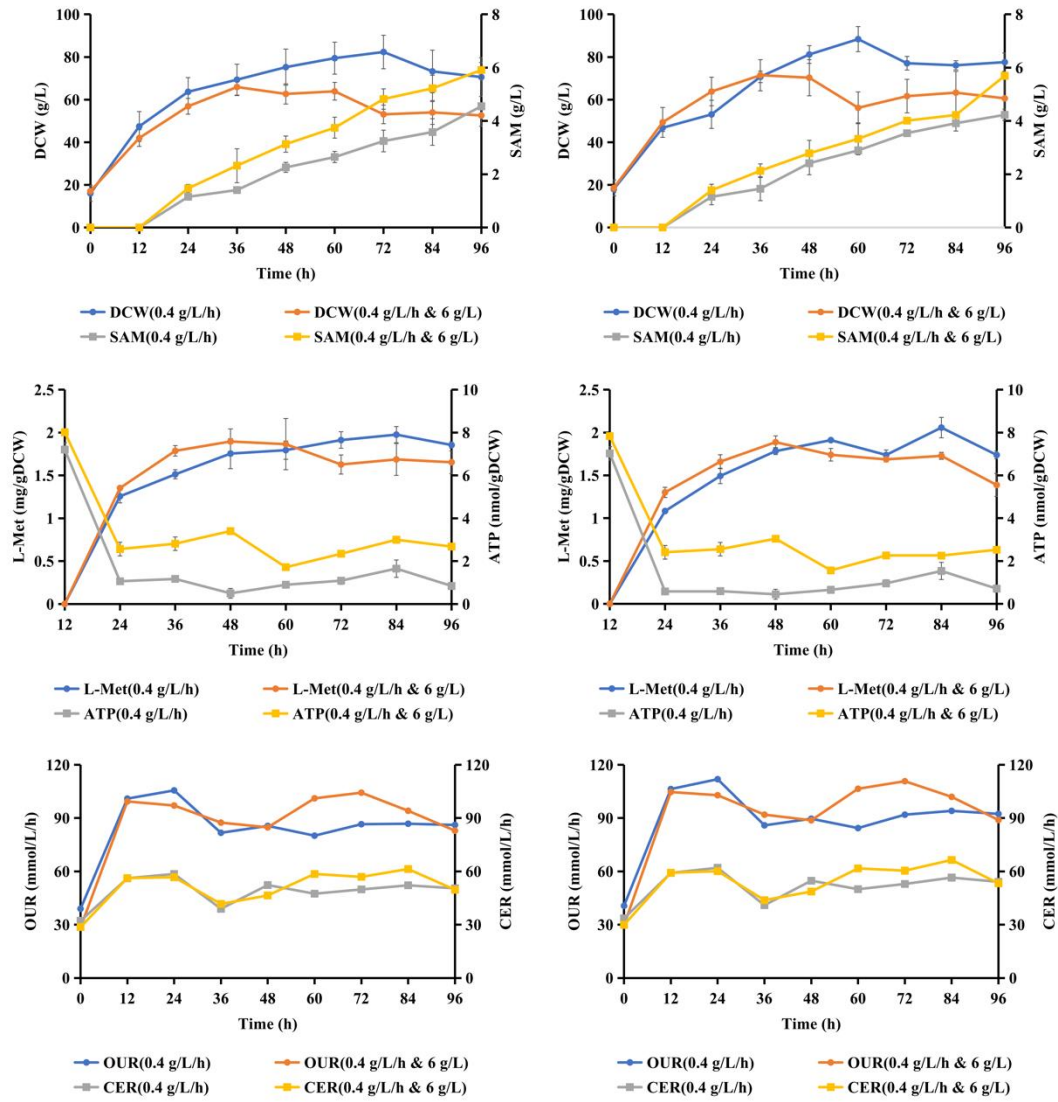 100
80
60
40
20
0
DCW (g/L)
8
6
4
2
0
SAM (g/L)
0 12 24 36 48 60 72 84 96
Time (h)
DCW(0.4 g/L/h) DCW(0.4 g/L/h & 6 g/L)
SAM(0.4 g/L/h) SAM(0.4 g/L/h & 6 g/L)
100
80
60
40
20
0
DCW (g/L)
8
6
4
2
0
SAM (g/L)
0 12 24 36 48 60 72 84 96
Time (h)
DCW(0.4 g/L/h) DCW(0.4 g/L/h & 6 g/L)
SAM(0.4 g/L/h) SAM(0.4 g/L/h & 6 g/L)
2.5
2
1.5
1
0.5
0
L-Met (mg/gDCW)
10
8
6
4
2
0
ATP (nmol/gDCW)
12 24 36 48 60 72 84 96
Time (h)
L-Met(0.4 g/L/h) L-Met(0.4 g/L/h & 6 g/L)
ATP(0.4 g/L/h) ATP(0.4 g/L/h & 6 g/L)
2.5
2
1.5
1
0.5
0
L-Met (mg/gDCW)
10
8
6
4
2
0
ATP (nmol/gDCW)
12 24 36 48 60 72 84 96
Time (h)
L-Met(0.4 g/L/h) L-Met(0.4 g/L/h & 6 g/L)
ATP(0.4 g/L/h) ATP(0.4 g/L/h & 6 g/L)
120
90
60
30
0
OUR (mmol/L/h)
120
90
60
30
0
CER (mmol/L/h)
0 12 24 36 48 60 72 84 96
Time (h)
OUR(0.4 g/L/h) OUR(0.4 g/L/h & 6 g/L)
CER(0.4 g/L/h) CER(0.4 g/L/h & 6 g/L)
120
90
60
30
0
OUR (mmol/L/h)
120
90
60
30
0
CER (mmol/L/h)
0 12 24 36 48 60 72 84 96
Time (h)
OUR(0.4 g/L/h) OUR(0.4 g/L/h & 6 g/L)
CER(0.4 g/L/h) CER(0.4 g/L/h & 6 g/L)